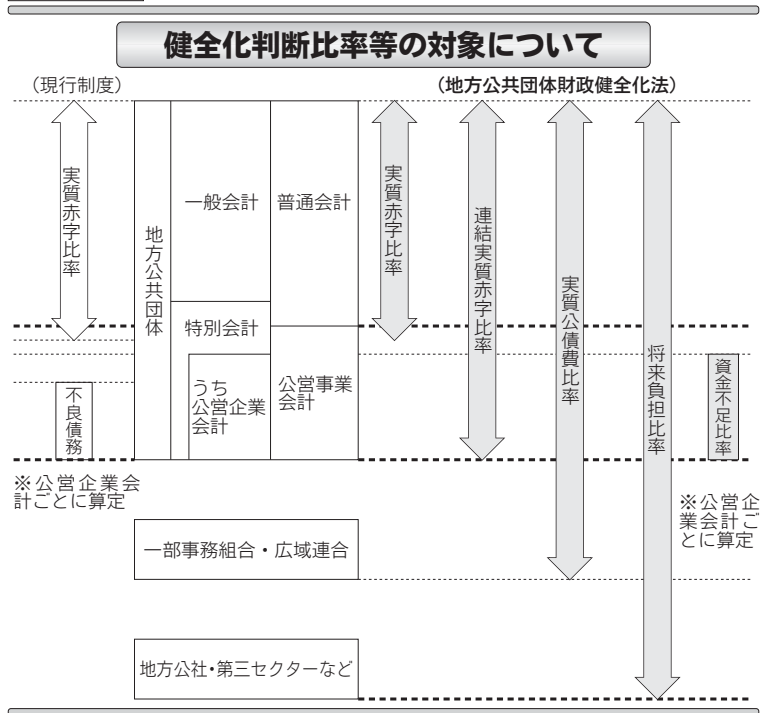 健全化判断比率等の対象について
（現行制度）
（地方公共団体財政健全化法）
実質赤字比率
地方公共団体
一般会計
普通会計
実質赤字比率
連結実質赤字比率
実質公債費比率
将来負担比率
特別会計
うち
公営企業
会計
公営事業
会計
不良債務
資金不足比率
※公営企業会
計ごとに算定
※公営企
業会計ご
とに算定
一部事務組合・広域連合
地方公社・第三セクターなど